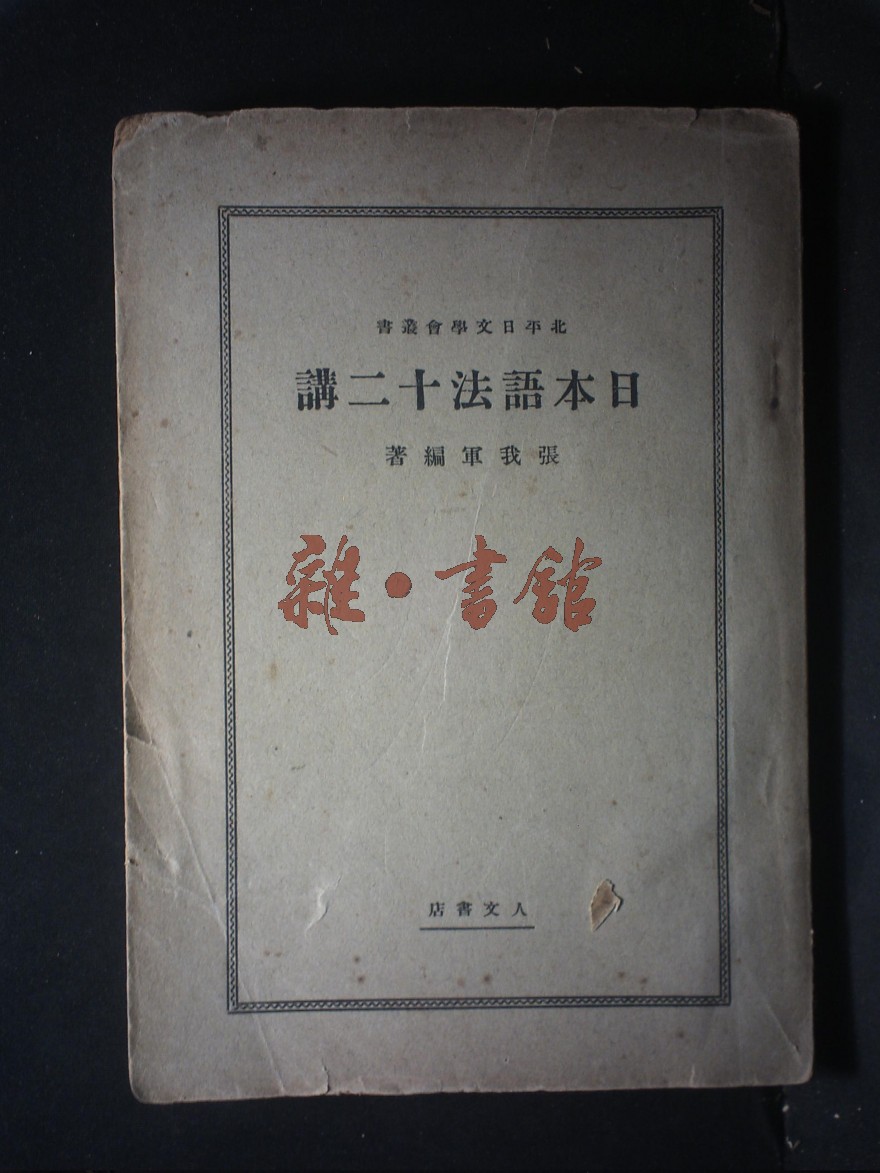 北平日文學會叢書
日本語法十二講
張我軍編著
雜·書館
人文書店